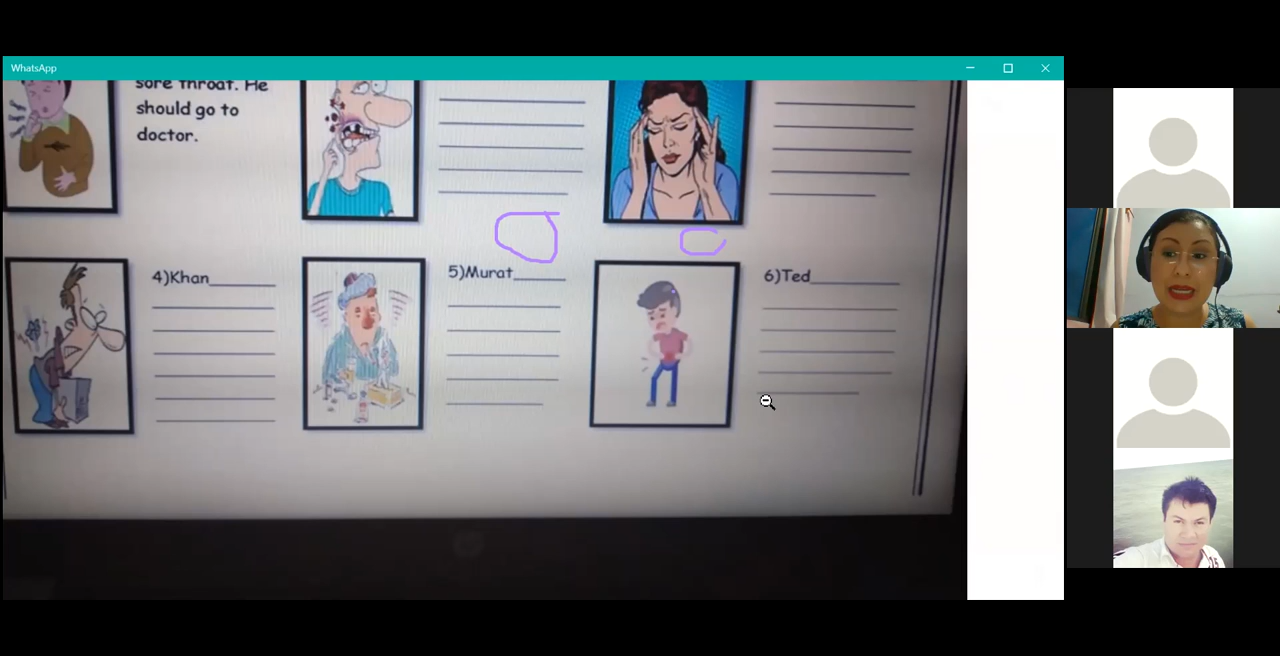 WhatsApp
sore throat. He
should go to
doctor.
4)Khan
5)Murat
6)Ted